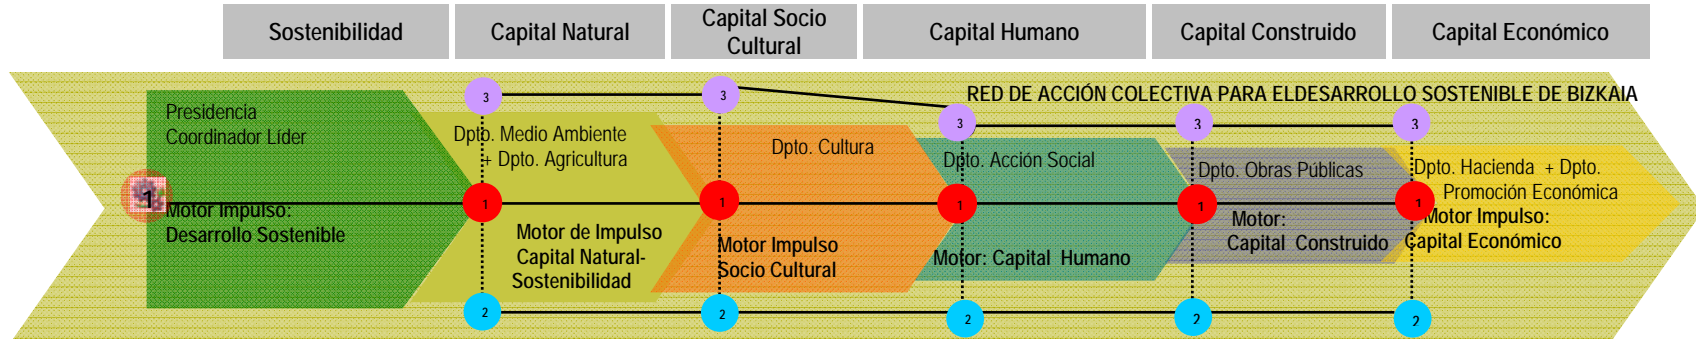 Sostenibilidad
Capital Natural
Capital Socio
Cultural
Capital Humano
Capital Construido
Capital Económico
RED DE ACCIÓN COLECTIVA PARA ELDESARROLLO SOSTENIBLE DE BIZKAIA
3
3
3
3
3
Presidencia
Coordinador Líder
Dpto. Medio Ambiente
+ Dpto. Agricultura
Dpto. Cultura
Dpto. Acción Social
Dpto. Obras Públicas
Dpto. Hacienda + Dpto.
Promoción Económica
1
1
1
1
1
1
Motor Impulso:
Desarrollo Sostenible
Motor de Impulso
Capital Natural-
Sostenibilidad
Motor Impulso
Socio Cultural
Motor: Capital Humano
Motor:
Capital Construido
Motor Impulso:
Capital Económico
2
2
2
2
2